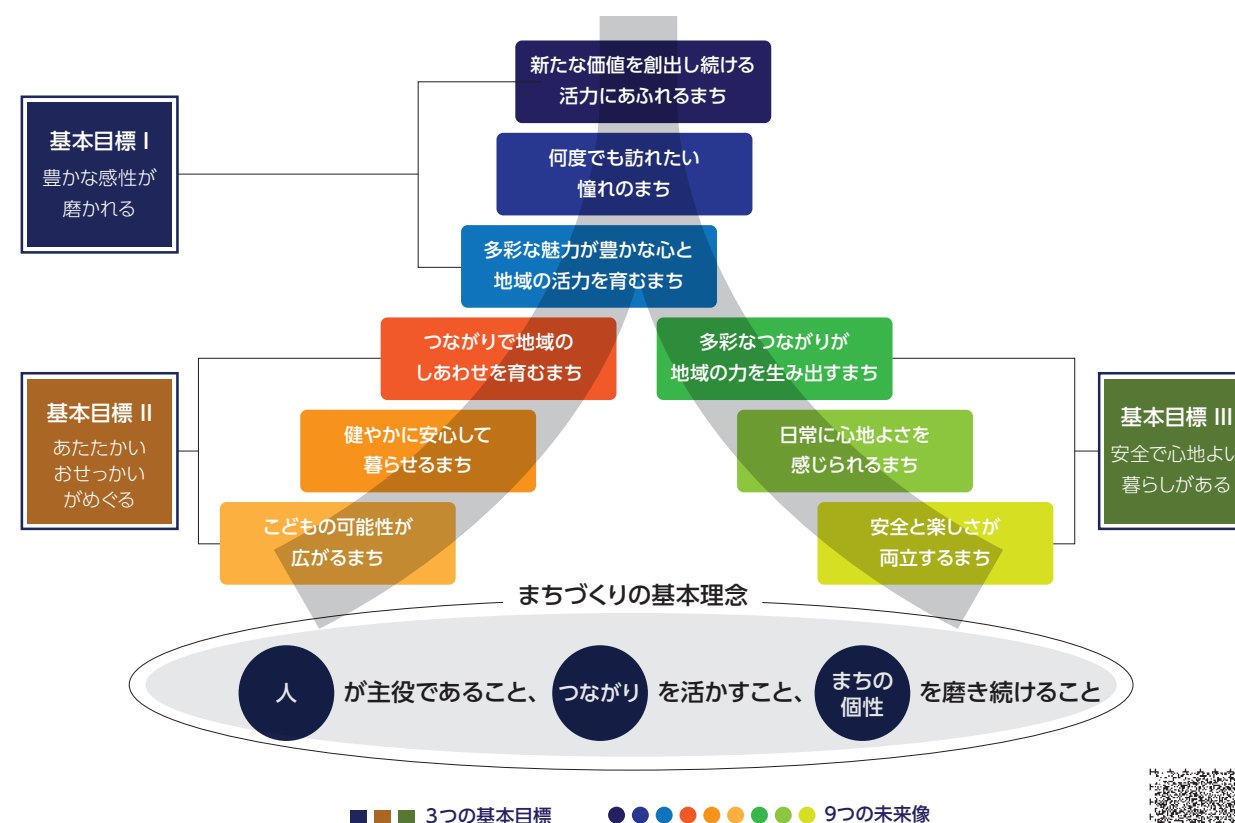 新たな価値を創出し続ける
活力にあふれるまち
基本目標 I
豊かな感性が
磨かれる
何度でも訪れたい
憧れのまち
多彩な魅力が豊かな心と
地域の活力を育むまち
つながりで地域の
しあわせを育むまち
多彩なつながりが
地域の力を生み出すまち
基本目標 II
あたたかい
おせっかい
がめぐる
健やかに安心して
暮らせるまち
日常に心地よさを
感じられるまち
基本目標 III
安全で心地よい
暮らしがある
こどもの可能性が
広がるまち
安全と楽しさが
両立するまち
まちづくりの基本理念
人 が主役であること、 つながり を活かすこと、 まちの
個性 を磨き続けること
3つの基本目標
9つの未来像